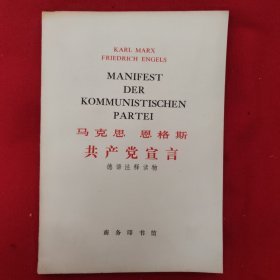 KARL MARX
FRIEDRICH ENGELS
MANIFEST
DER
KOMMUNISTISCHEN
PARTEI
马克思 恩格斯
共产党宣言
德语注释读物
商务印书馆